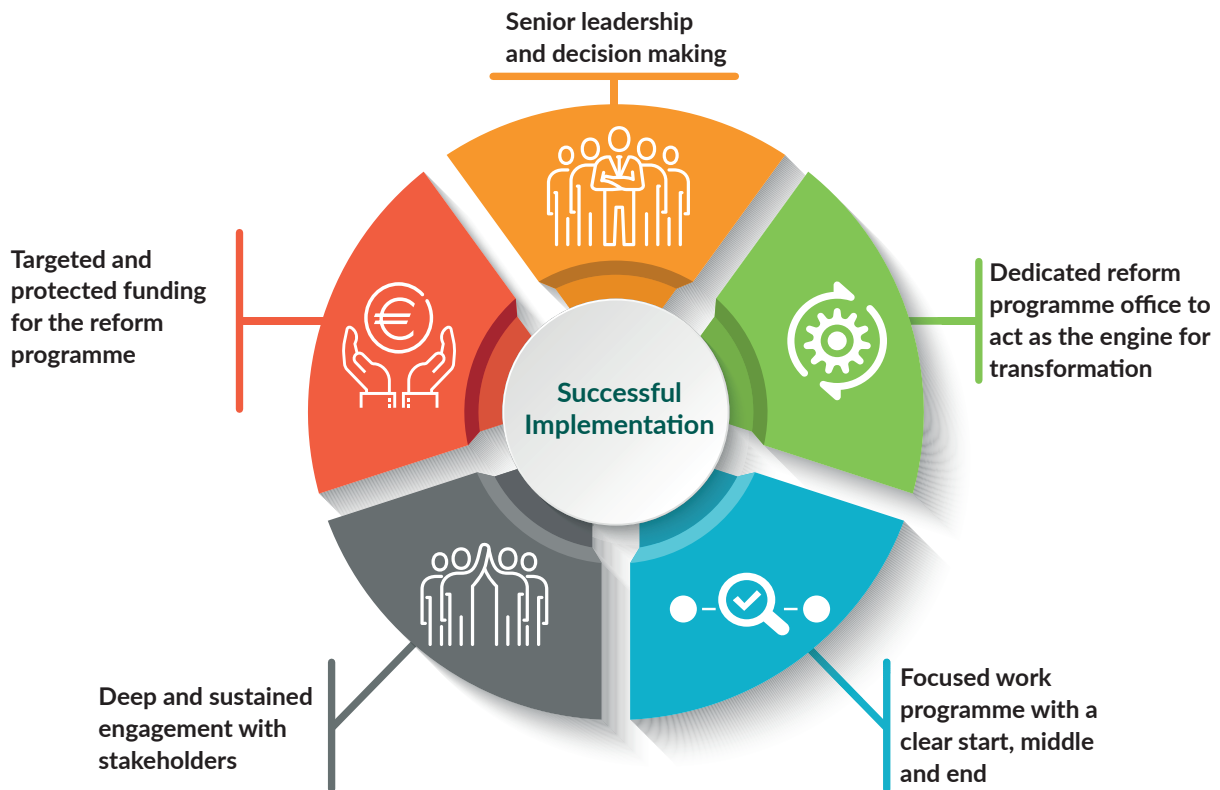 Senior leadership
and decision making
Dedicated reform
programme office to
act as the engine for
transformation
Focused work
programme with a
clear start, middle
and end
Deep and sustained
engagement with
stakeholders
Targeted and
protected funding
for the reform
programme
€
Successful
Implementation